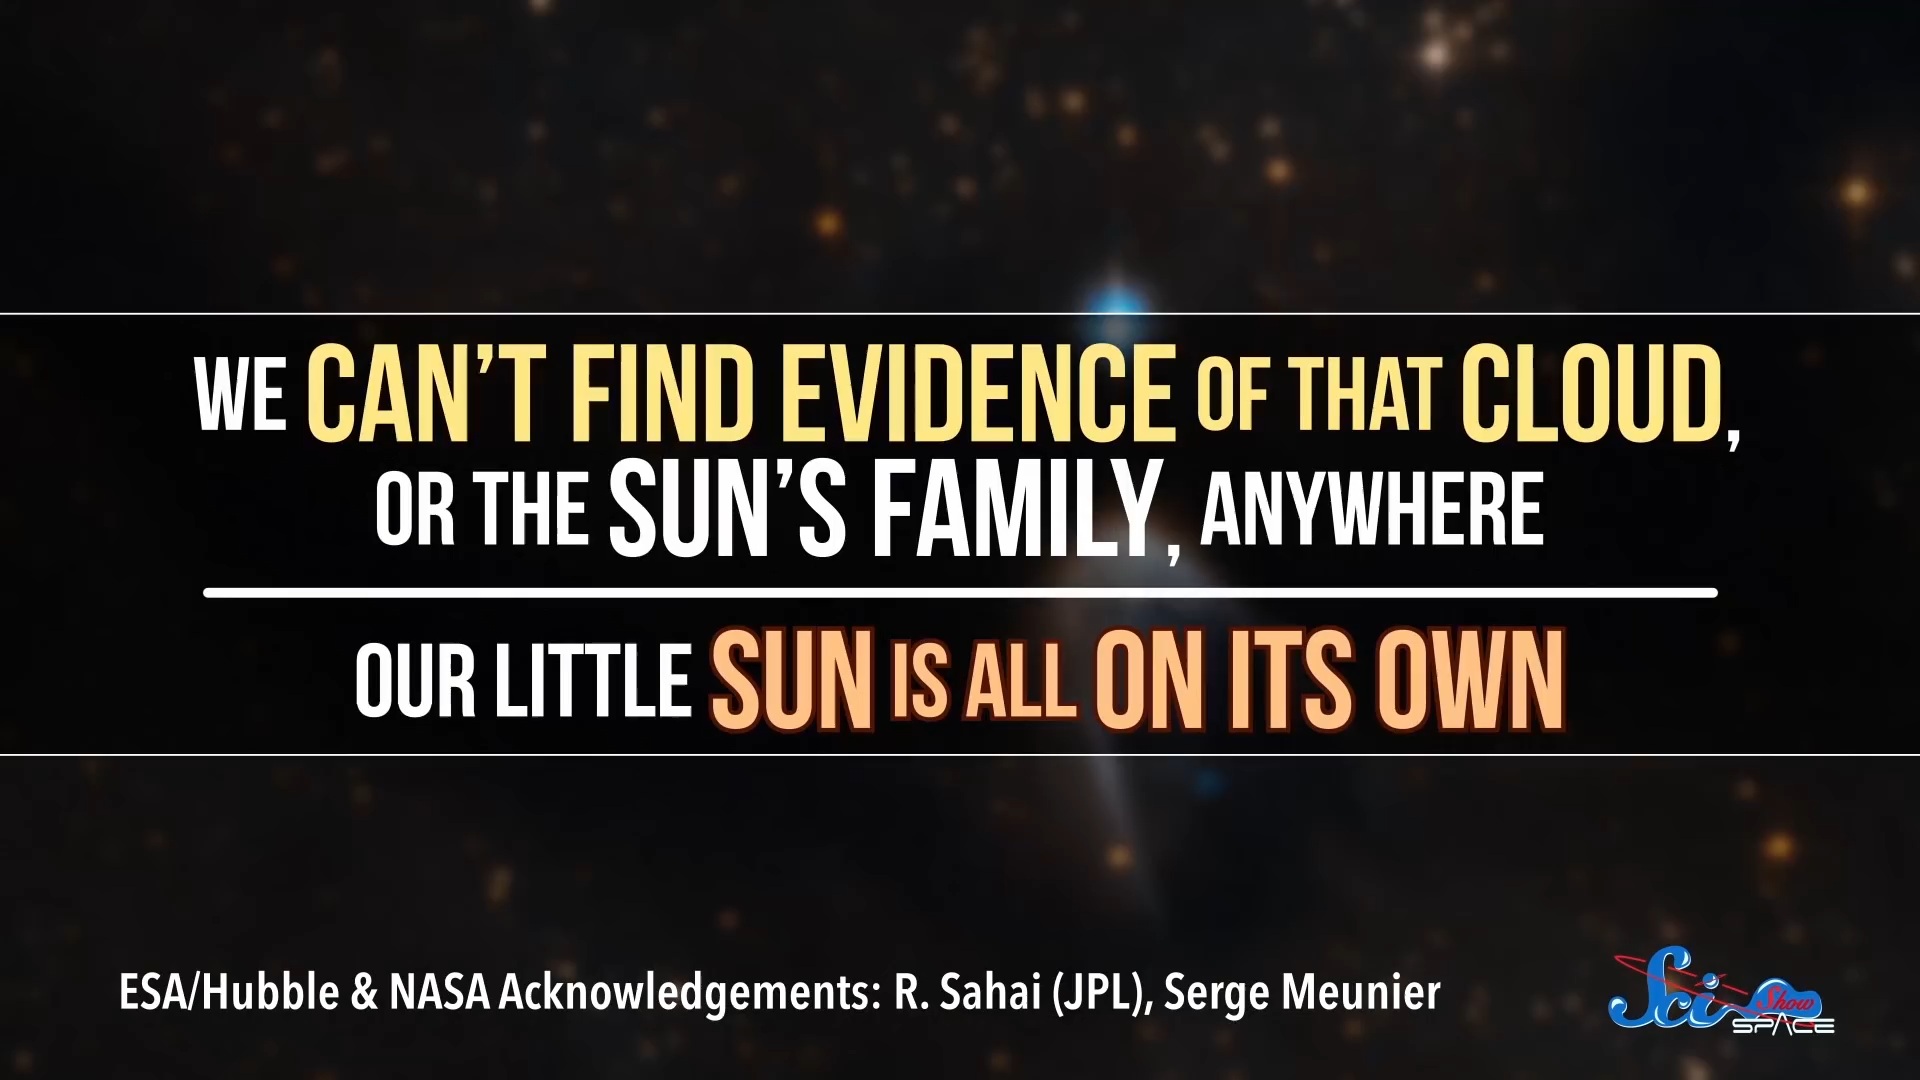 WE CAN'T FIND EVIDENCE OF THAT CLOUD,
OR THE SUN'S FAMILY, ANYWHERE
OUR LITTLE SUN IS ALL ON ITS OWN
ESA/Hubble & NASA Acknowledgements: R. Sahai (JPL), Serge Meunier
Sci Show
SPACE